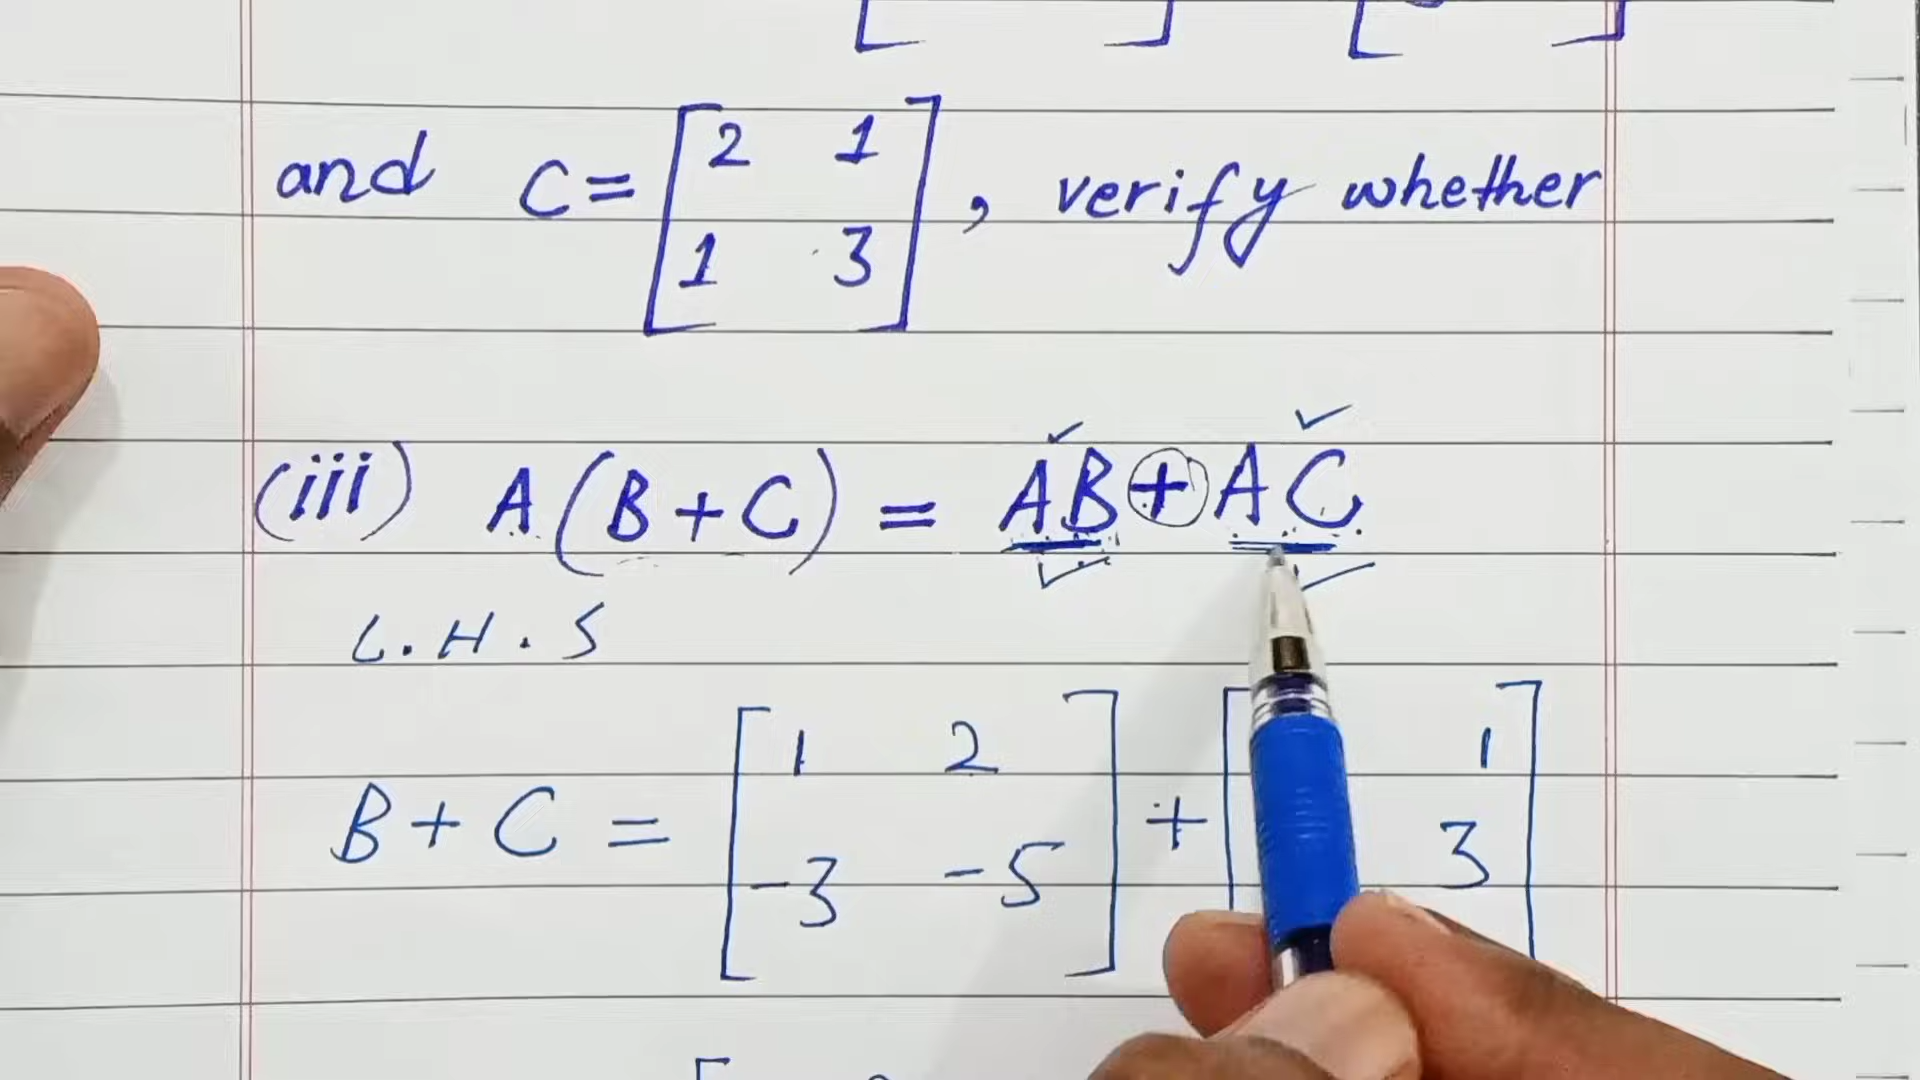 and C = [ 2 1
1 3 ] , verify whether
(iii) A(B+C) = AB + AC
L.H.S
B + C = [ 1 2
-3 -5 ] + [ 1
3 ]